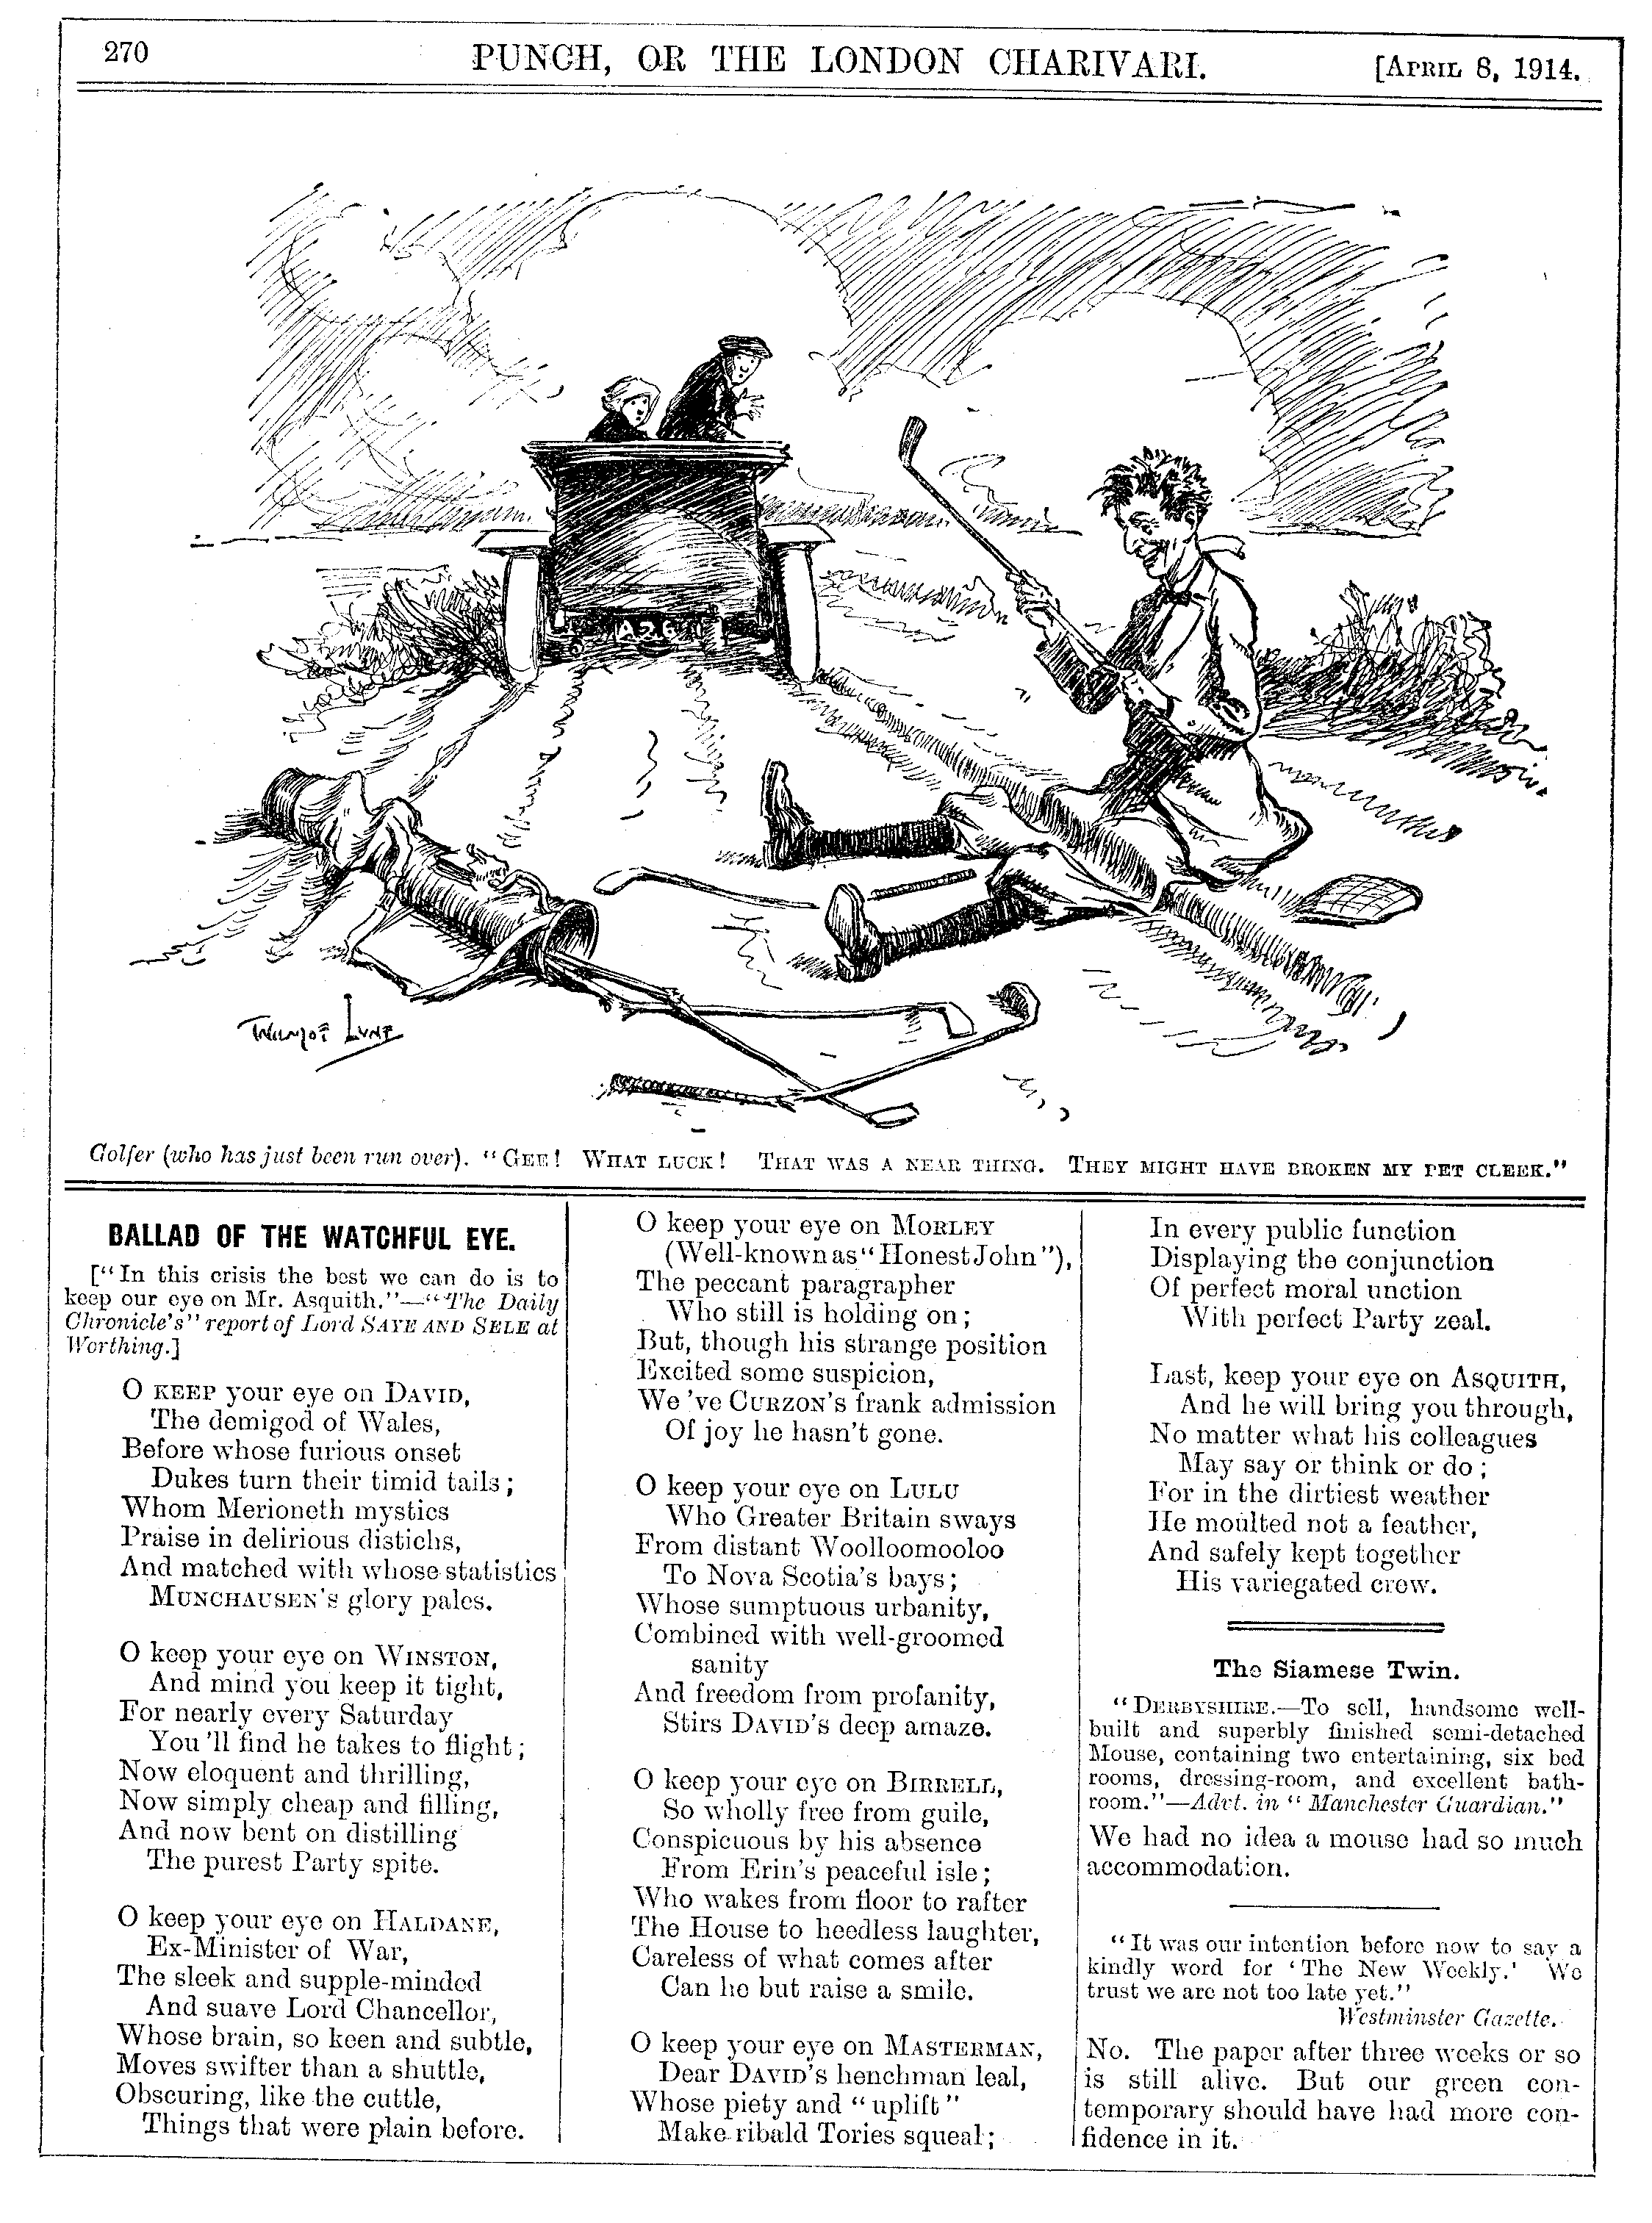 270
PUNCH, OR THE LONDON CHARIVARI.
[APRIL 8, 1914.
A 26
Golfer (who has just been run over). "GEE! WHAT LUCK! THAT WAS A NEAR THING. THEY MIGHT HAVE BROKEN MY PET CLEEK."
BALLAD OF THE WATCHFUL EYE.
["In this crisis the best we can do is to
keep our eye on Mr. Asquith."—"The Daily
Chronicle's" report of Lord SAYE AND SELE at
Worthing.]
O KEEP your eye on DAVID,
The demigod of Wales,
Before whose furious onset
Dukes turn their timid tails;
Whom Merioneth mystics
Praise in delirious distichs,
And matched with whose statistics
MUNCHAUSEN'S glory pales.
O keep your eye on WINSTON,
And mind you keep it tight,
For nearly every Saturday
You 'll find he takes to flight;
Now eloquent and thrilling,
Now simply cheap and filling,
And now bent on distilling
The purest Party spite.
O keep your eye on HALDANE,
Ex-Minister of War,
The sleek and supple-minded
And suave Lord Chancellor,
Whose brain, so keen and subtle,
Moves swifter than a shuttle,
Obscuring, like the cuttle,
Things that were plain before.
O keep your eye on MORLEY
(Well-known as "Honest John"),
The peccant paragrapher
Who still is holding on;
But, though his strange position
Excited some suspicion,
We 've CURZON'S frank admission
Of joy he hasn't gone.
O keep your eye on LULU
Who Greater Britain sways
From distant Woolloomooloo
To Nova Scotia's bays;
Whose sumptuous urbanity,
Combined with well-groomed
sanity
And freedom from profanity,
Stirs DAVID'S deep amaze.
O keep your eye on BIRRELL,
So wholly free from guile,
Conspicuous by his absence
From Erin's peaceful isle;
Who wakes from floor to rafter
The House to heedless laughter,
Careless of what comes after
Can he but raise a smile.
O keep your eye on MASTERMAN,
Dear DAVID'S henchman leal,
Whose piety and "uplift"
Make ribald Tories squeal;
In every public function
Displaying the conjunction
Of perfect moral unction
With perfect Party zeal.
Last, keep your eye on ASQUITH,
And he will bring you through,
No matter what his colleagues
May say or think or do;
For in the dirtiest weather
He moulted not a feather,
And safely kept together
His variegated crew.
The Siamese Twin.
"DERBYSHIRE.—To sell, handsome well-
built and superbly finished semi-detached
Mouse, containing two entertaining, six bed
rooms, dressing-room, and excellent bath-
room."—Advt. in "Manchester Guardian."
We had no idea a mouse had so much
accommodation.
"It was our intention before now to say a
kindly word for 'The New Weekly.' We
trust we are not too late yet."
Westminster Gazette.
No. The paper after three weeks or so
is still alive. But our green con-
temporary should have had more con-
fidence in it.